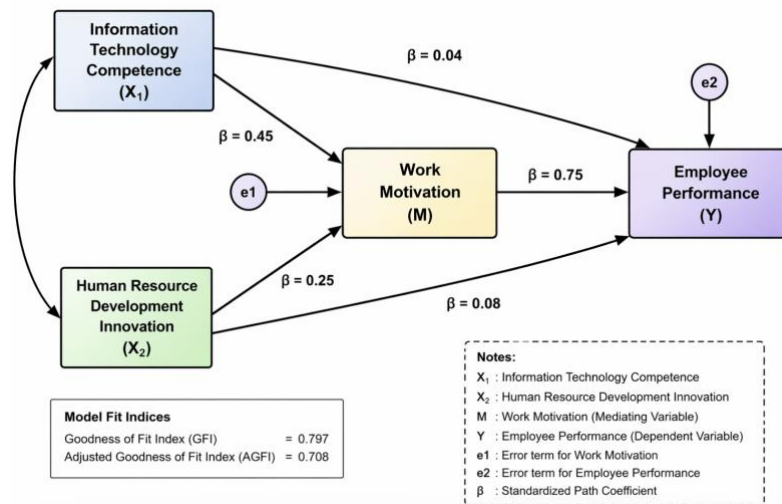 Information
Technology
Competence
(X₁)
β = 0.04
e2
β = 0.45
Work
Motivation
(M)
β = 0.75
Employee
Performance
(Y)
e1
β = 0.25
β = 0.08
Human Resource
Development
Innovation
(X₂)
Model Fit Indices
Goodness of Fit Index (GFI) = 0.797
Adjusted Goodness of Fit Index (AGFI) = 0.708
Notes:
X₁ : Information Technology Competence
X₂ : Human Resource Development Innovation
M : Work Motivation (Mediating Variable)
Y : Employee Performance (Dependent Variable)
e1 : Error term for Work Motivation
e2 : Error term for Employee Performance
β : Standardized Path Coefficient